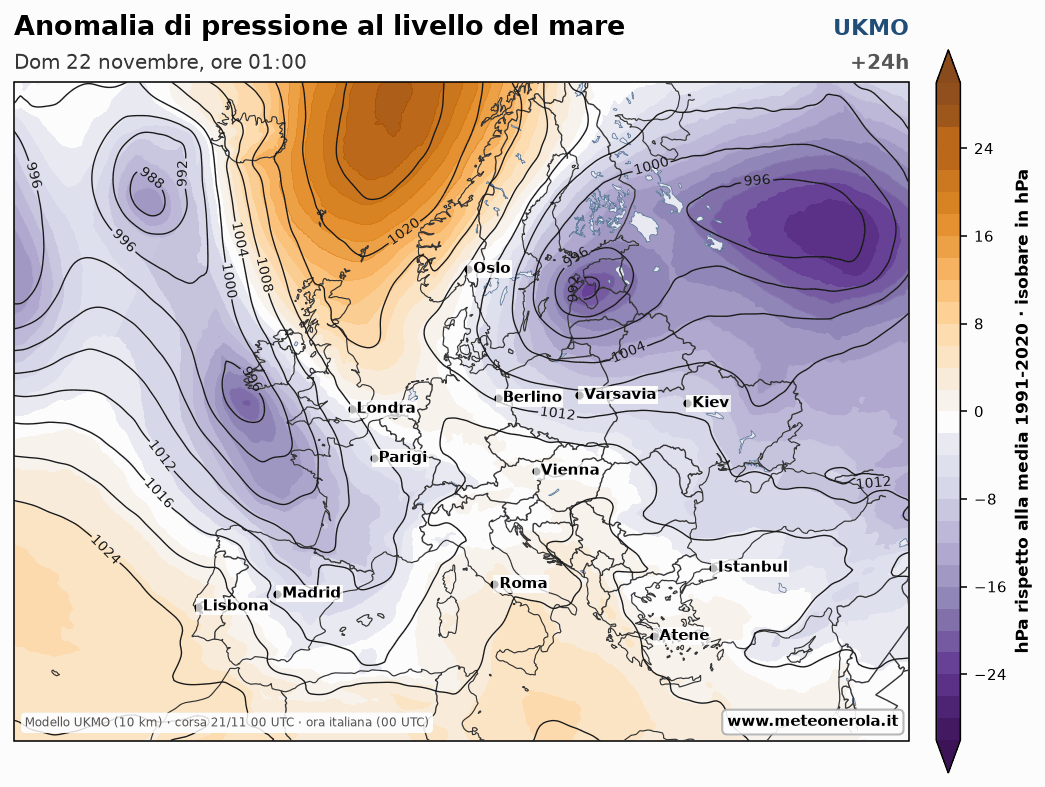 Anomalia di pressione al livello del mare
UKMO
Dom 22 novembre, ore 01:00
+24h
996
988
992
996
1004
1000
1008
1020
1000
996
996
992
1004
Oslo
996
Londra
Berlino
Varsavia
Kiev
1012
1012
Parigi
Vienna
1012
1016
1024
Istanbul
Madrid
Roma
Lisbona
Atene
Modello UKMO (10 km) · corsa 21/11 00 UTC · ora italiana (00 UTC)
www.meteonerola.it
24
16
8
0
−8
−16
−24
hPa rispetto alla media 1991-2020 · isobare in hPa